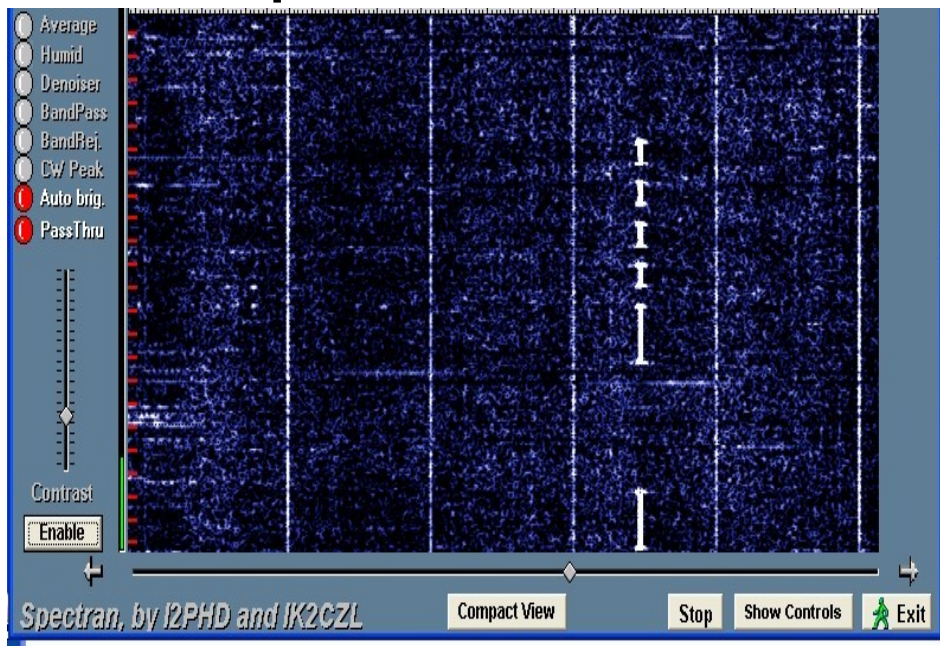 Average
Humid
Denoiser
BandPass
BandRej.
CW Peak
Auto brig.
PassThru
Contrast
Enable
Spectran, by I2PHD and IK2CZL
Compact View
Stop
Show Controls
Exit